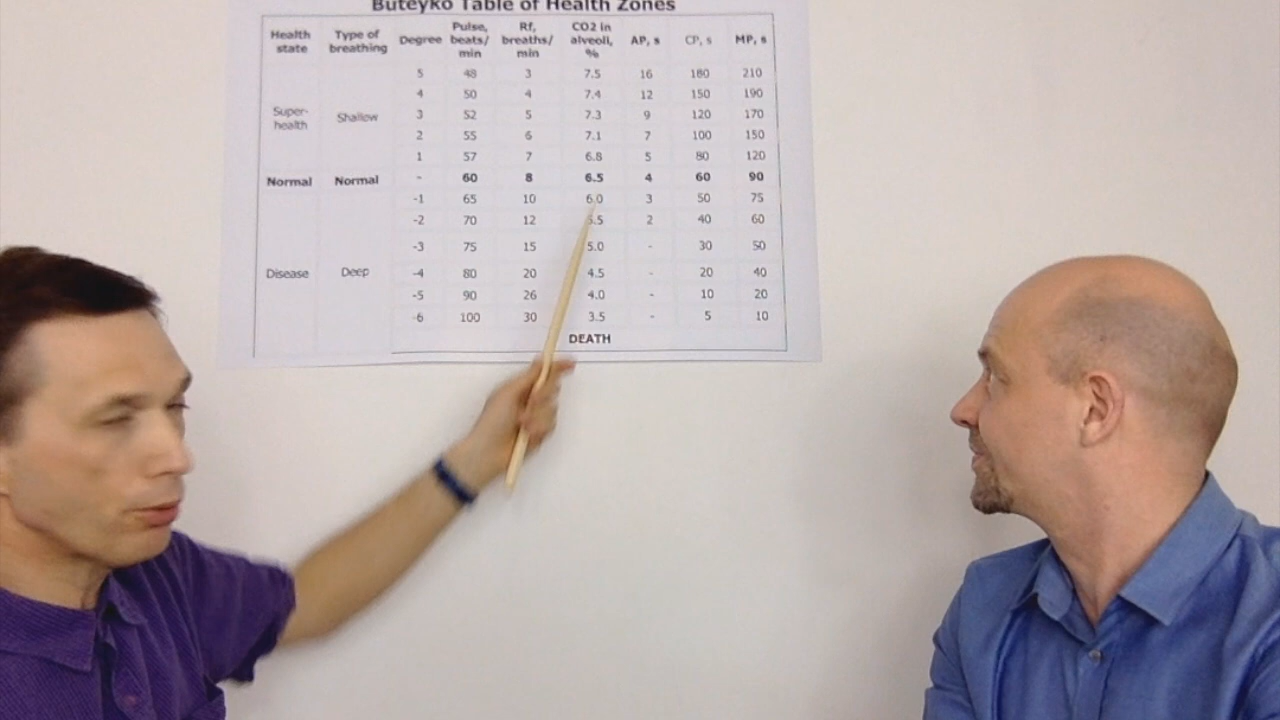 Buteyko Table of Health Zones
Health state Type of breathing Degree Pulse, beats/ min Rf, breaths/ min CO2 in alveoli, % AP, s CP, s MP, s
5 48 3 7.5 16 180 210
4 50 4 7.4 12 150 190
Super- health Shallow 3 52 5 7.3 9 120 170
2 55 6 7.1 7 100 150
1 57 7 6.8 5 80 120
Normal Normal - 60 8 6.5 4 60 90
-1 65 10 6.0 3 50 75
-2 70 12 5.5 2 40 60
-3 75 15 5.0 - 30 50
Disease Deep -4 80 20 4.5 - 20 40
-5 90 26 4.0 - 10 20
-6 100 30 3.5 - 5 10
DEATH